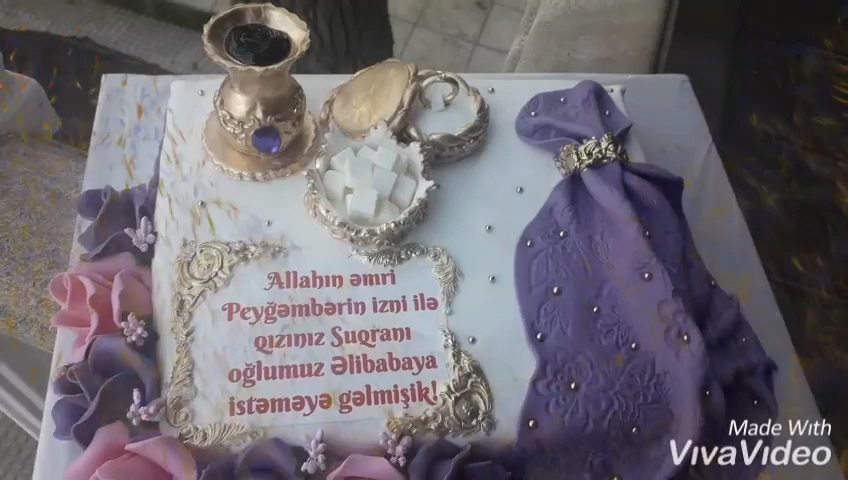 Allahın əmri
Peyğəmbərin izni ilə
qızınız Suqranı
oğlumuz Əlibabaya
istəməyə gəlmişik!
Made With
VivaVideo